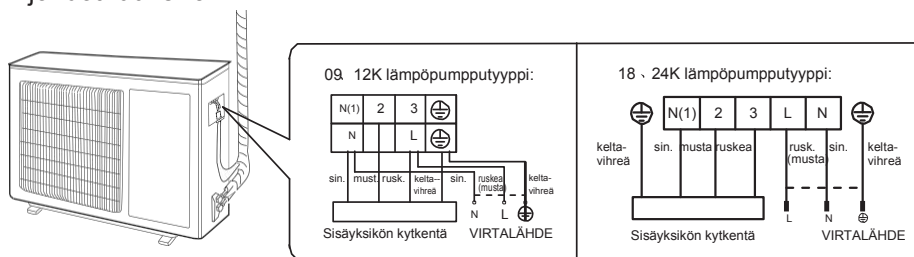 09. 12K lämpöpumpputyyppi:
N(1) 2 3
N L
sin. must. rusk. kelta--vihreä sin. ruskea (musta) kelta-vihreä
N L
Sisäyksikön kytkentä VIRTALÄHDE
18、24K lämpöpumpputyyppi:
N(1) 2 3 L N
kelta-vihreä sin. musta ruskea rusk. (musta) sin. kelta-vihreä
L N
Sisäyksikön kytkentä VIRTALÄHDE